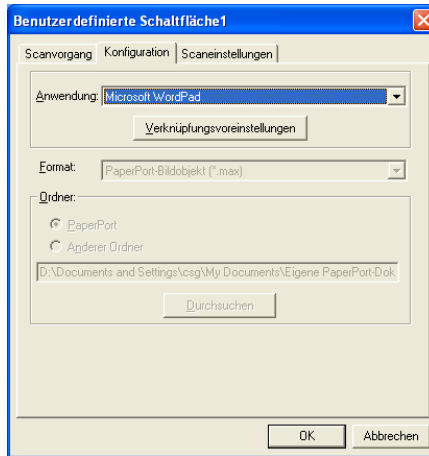 Benutzerdefinierte Schaltfläche1
Scanvorgang Konfiguration Scaneinstellungen
Anwendung: Microsoft WordPad
Verknüpfungsvoreinstellungen
Format: PaperPort-Bildobjekt (*.max)
Ordner:
PaperPort
Anderer Ordner
D:\Documents and Settings\csg\My Documents\Eigene PaperPort-Dok
Durchsuchen
OK Abbrechen